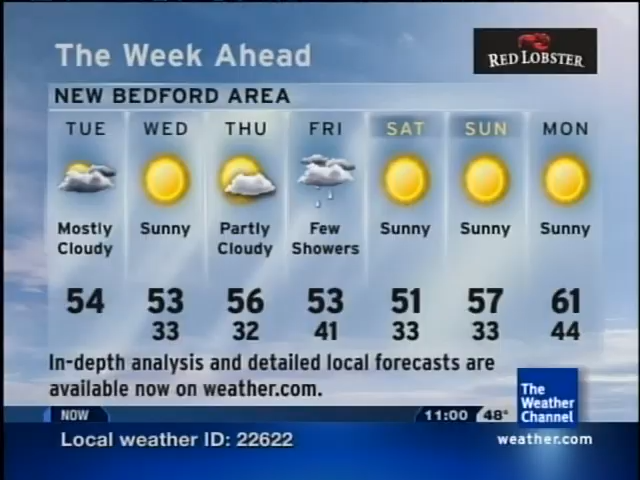 The Week Ahead
RED LOBSTER
NEW BEDFORD AREA
TUE WED THU FRI SAT SUN MON
Mostly Cloudy
Sunny
Partly Cloudy
Few Showers
Sunny
Sunny
Sunny
54 53 56 53 51 57 61
33 32 41 33 33 44
In-depth analysis and detailed local forecasts are
available now on weather.com.
The
Weather
Channel
NOW 11:00 48°
Local weather ID: 22622 weather.com